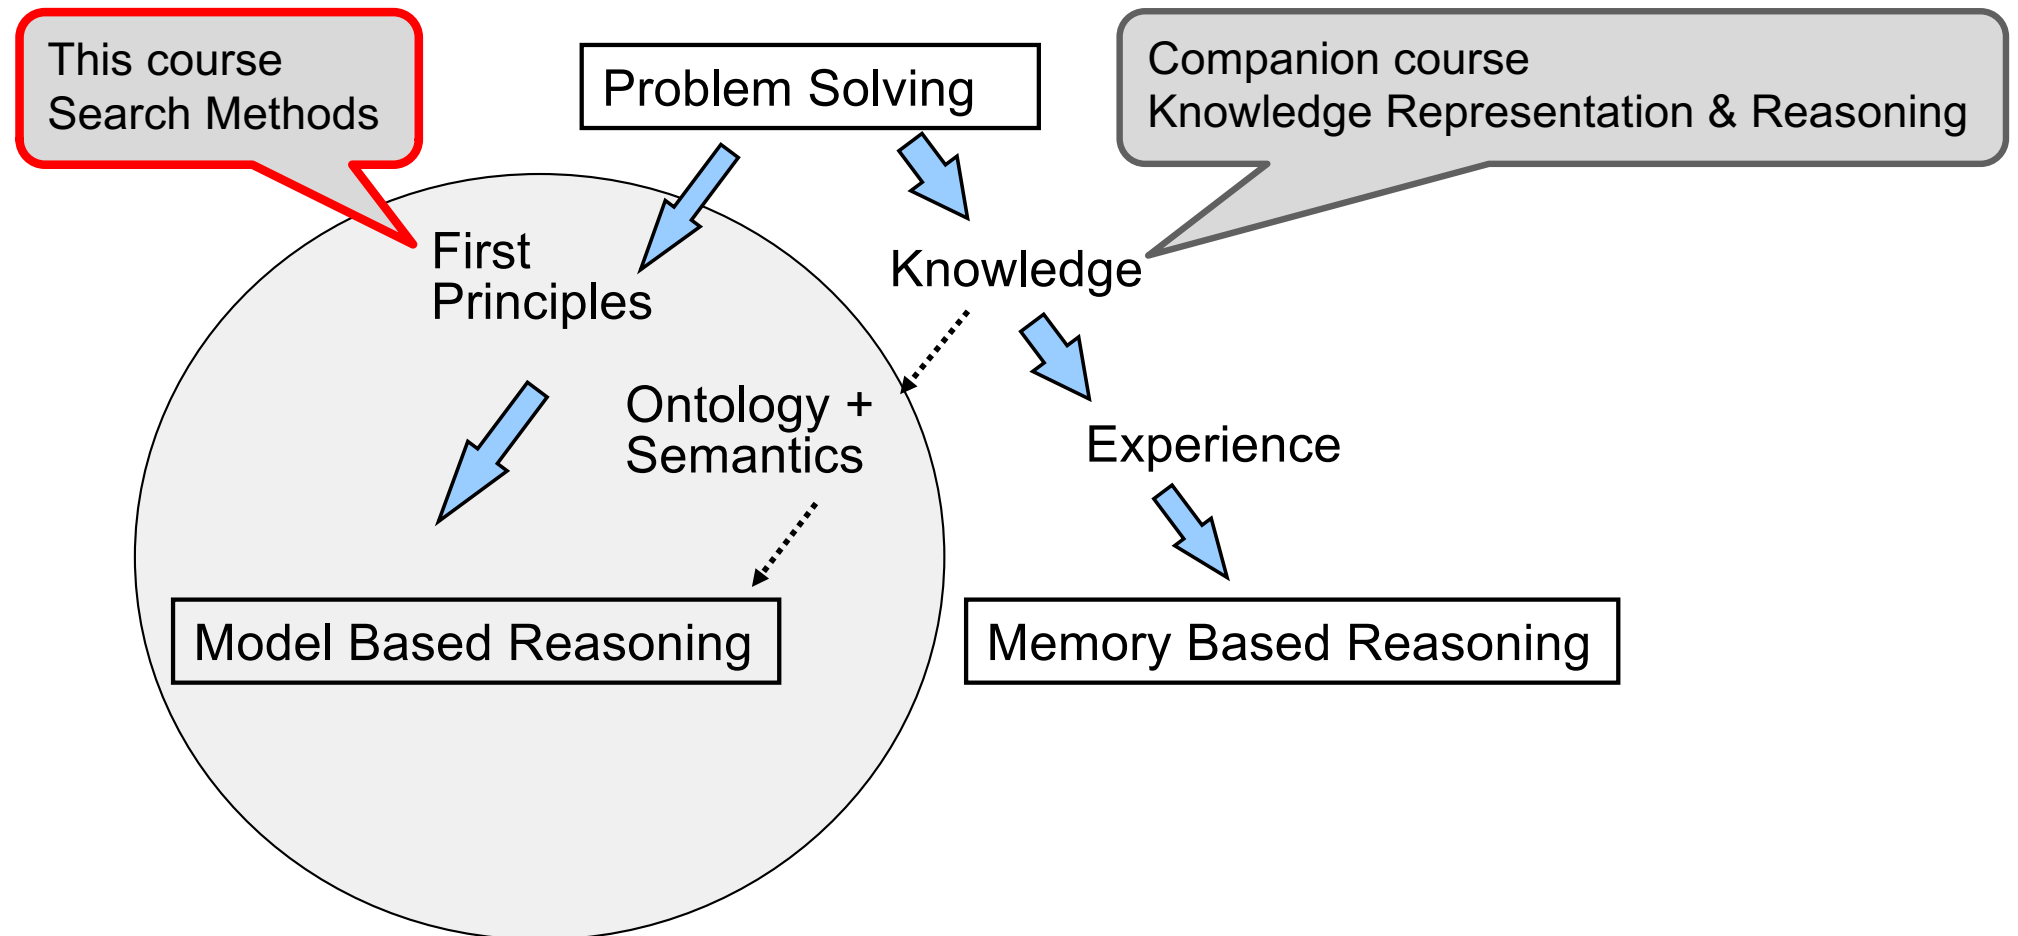 This course
Search Methods
Problem Solving
Companion course
Knowledge Representation & Reasoning
First
Principles
Knowledge
Ontology +
Semantics
Experience
Model Based Reasoning
Memory Based Reasoning